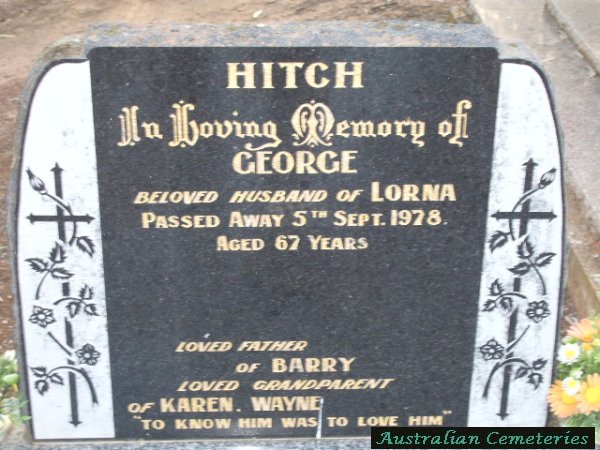 HITCH
In Loving Memory of
GEORGE
BELOVED HUSBAND OF LORNA
PASSED AWAY 5TH SEPT. 1978.
AGED 67 YEARS
LOVED FATHER
OF BARRY
LOVED GRANDPARENT
OF KAREN. WAYNE
"TO KNOW HIM WAS TO LOVE HIM"
Australian Cemeteries